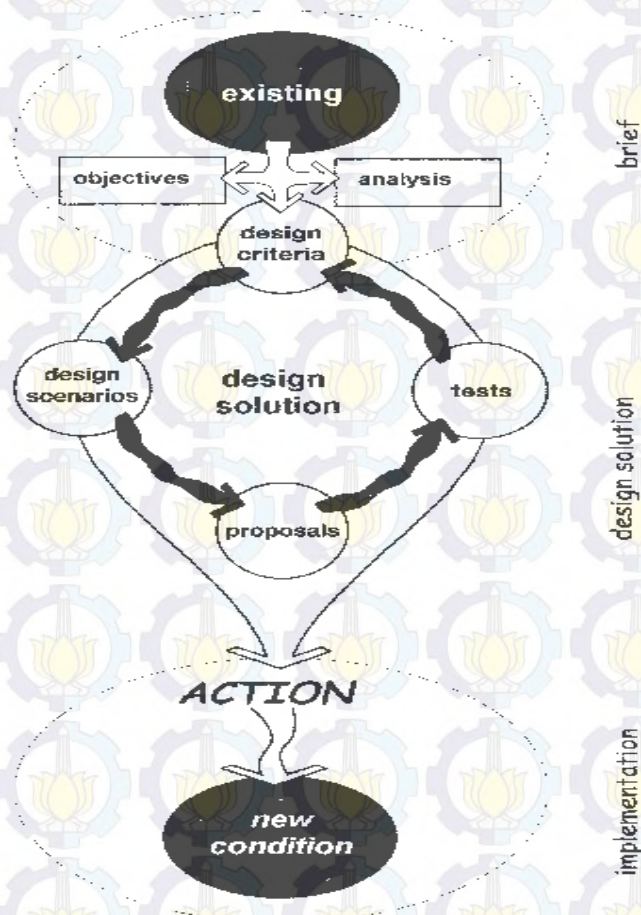 existing
brief
objectives
analysis
design
criteria
design
scenarios
design
solution
tests
design solution
proposals
ACTION
implementation
new
condition